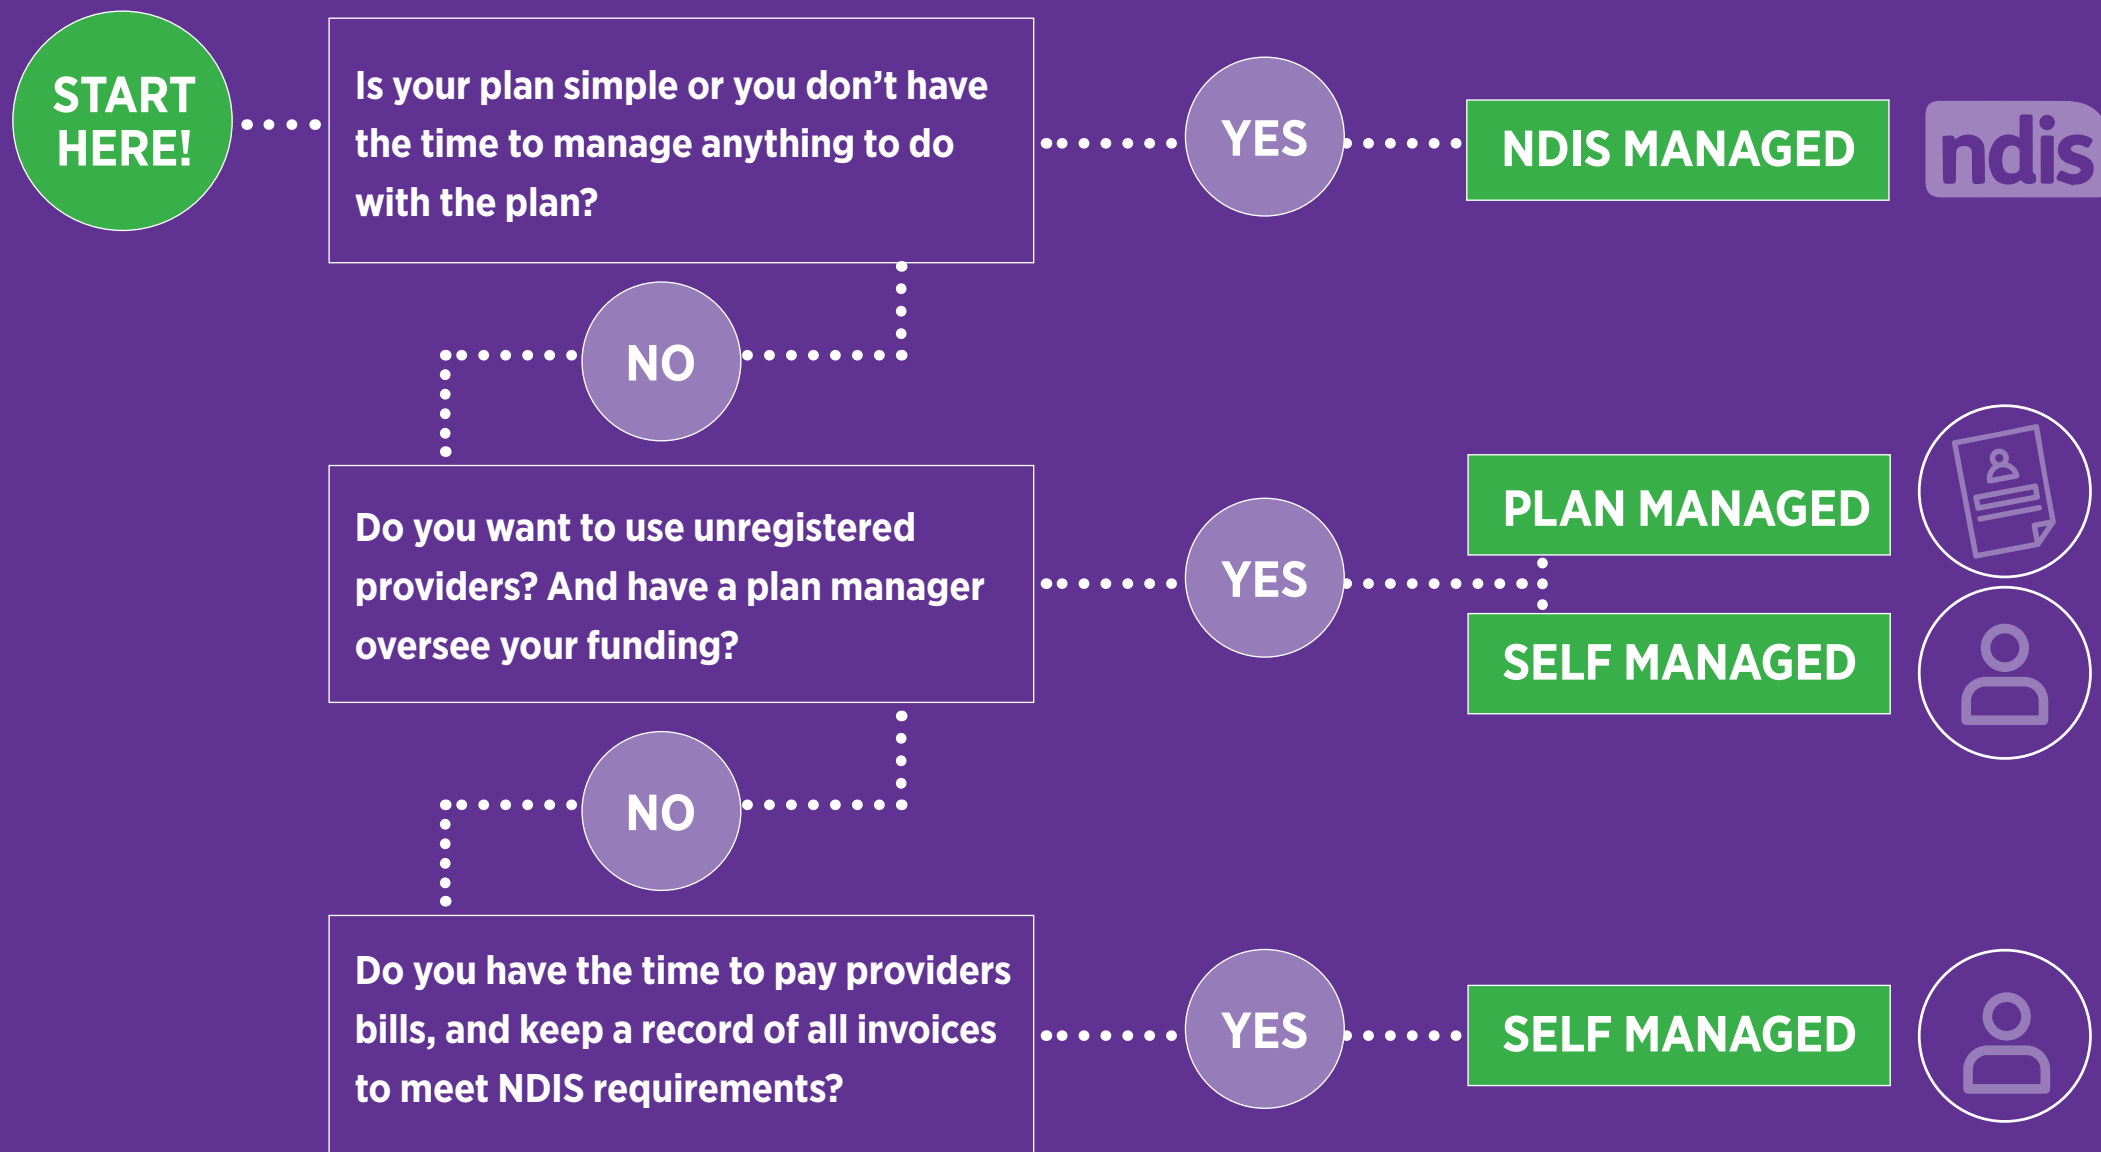 START
HERE!
Is your plan simple or you don’t have
the time to manage anything to do
with the plan?
YES
NDIS MANAGED
ndis
NO
Do you want to use unregistered
providers? And have a plan manager
oversee your funding?
YES
PLAN MANAGED
SELF MANAGED
NO
Do you have the time to pay providers
bills, and keep a record of all invoices
to meet NDIS requirements?
YES
SELF MANAGED